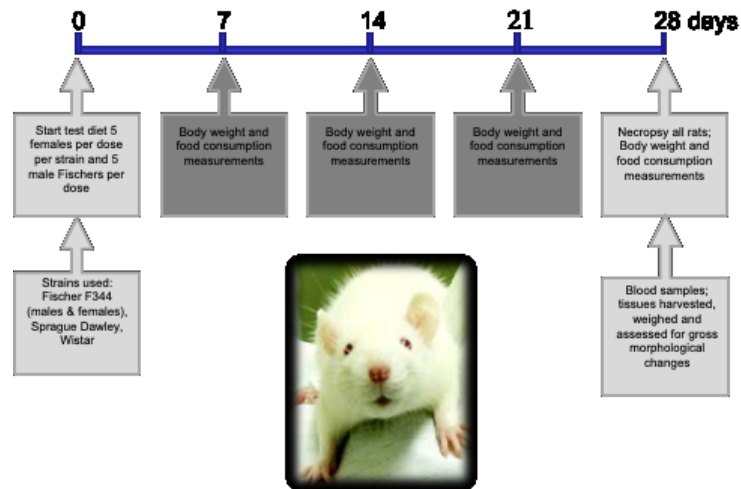 0 7 14 21 28 days
Start test diet 5
females per dose
per strain and 5
male Fischers per
dose
Body weight and
food consumption
measurements
Body weight and
food consumption
measurements
Body weight and
food consumption
measurements
Necropsy all rats;
Body weight and
food consumption
measurements
Strains used:
Fischer F344
(males & females),
Sprague Dawley,
Wistar
Blood samples;
tissues harvested,
weighed and
assessed for gross
morphological
changes